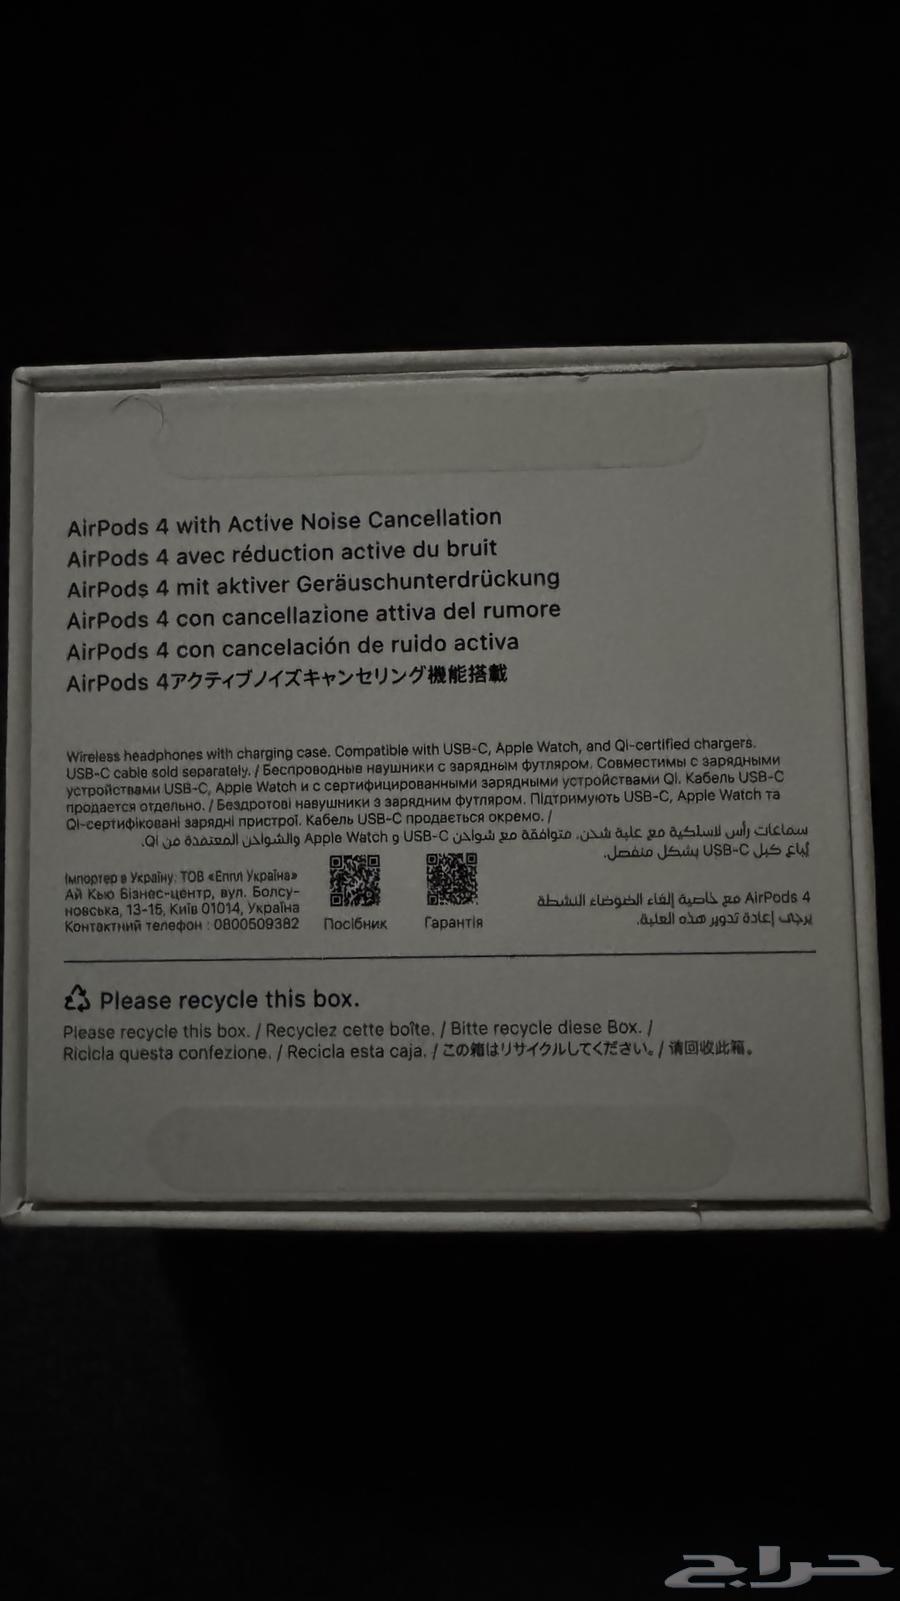 AirPods 4 with Active Noise Cancellation
AirPods 4 avec réduction active du bruit
AirPods 4 mit aktiver Geräuschunterdrückung
AirPods 4 con cancellazione attiva del rumore
AirPods 4 con cancelación de ruido activa
AirPods 4アクティブノイズキャンセリング機能搭載
Wireless headphones with charging case. Compatible with USB-C, Apple Watch, and Qi-certified chargers.
USB-C cable sold separately. / Беспроводные наушники с зарядным футляром. Совместимы с зарядными
устройствами USB-C, Apple Watch и с сертифицированными зарядными устройствами Qi. Кабель USB-C
продается отдельно. / Бездротові навушники з зарядним футляром. Підтримують USB-C, Apple Watch та
Qi-сертифіковані зарядні пристрої. Кабель USB-C продається окремо. /
سماعات رأس لاسلكية مع علبة شحن. متوافقة مع شواحن USB-C و Apple Watch والشواحن المعتمدة من Qi.
يُباع كبل USB-C بشكل منفصل.
Імпортер в Україну: ТОВ «Еппл Україна»
Ай Кью Бізнес-центр, вул. Болсу-
новська, 13-15, Київ 01014, Україна
Контактний телефон : 0800509382
Посібник
Гарантія
AirPods 4 مع خاصية إلغاء الضوضاء النشطة
يرجى إعادة تدوير هذه العلبة.
Please recycle this box.
Please recycle this box. / Recyclez cette boîte. / Bitte recycle diese Box. /
Ricicla questa confezione. / Recicla esta caja. / この箱はリサイクルしてください。/ 请回收此箱。
حراج